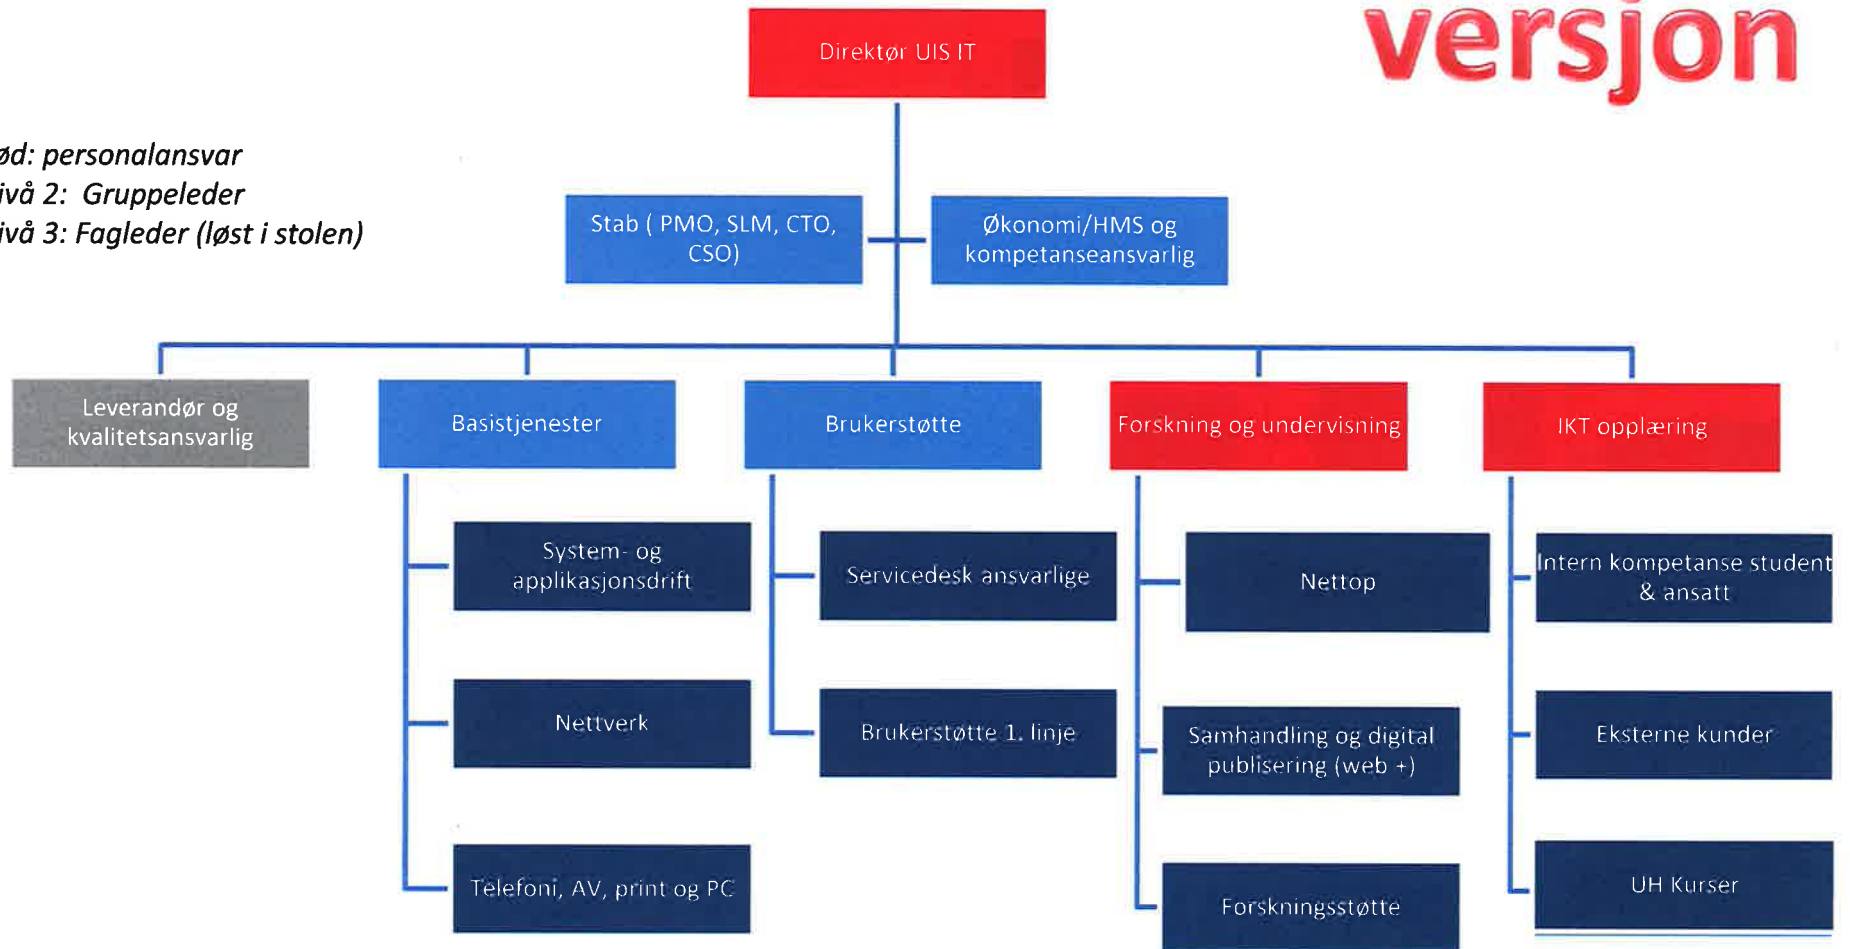 versjon
Direktør UIS IT
ød: personalansvar
ivå 2: Gruppeleder
ivå 3: Fagleder (løst i stolen)
Stab ( PMO, SLM, CTO,
CSO)
Økonomi/HMS og
kompetanseansvarlig
Leverandør og
kvalitetsansvarlig
Basistjenester
Brukerstøtte
Forskning og undervisning
IKT opplæring
System- og
applikasjonsdrift
Nettverk
Telefoni, AV, print og PC
Servicedesk ansvarlige
Brukerstøtte 1. linje
Nettop
Samhandling og digital
publisering (web +)
Forskningsstøtte
Intern kompetanse student
& ansatt
Eksterne kunder
UH Kurser